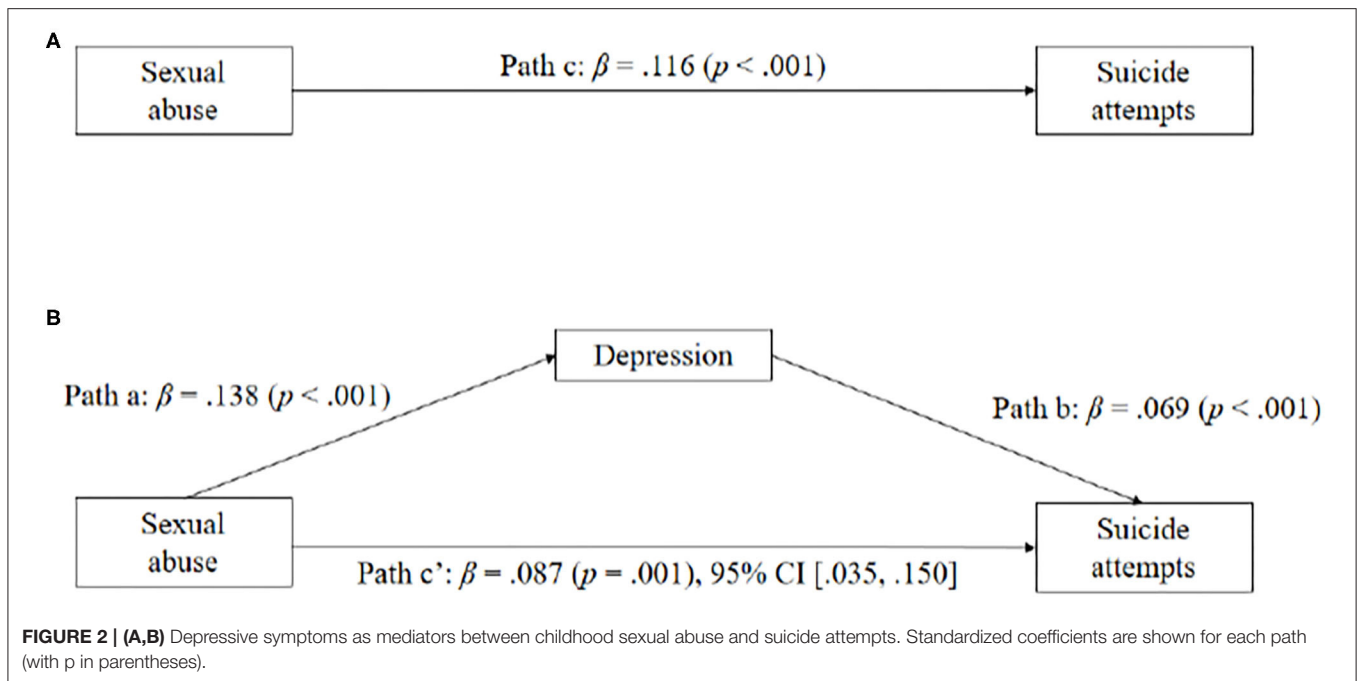 A
Sexual
abuse
Path c: β = .116 (p < .001)
Suicide
attempts
B
Depression
Path a: β = .138 (p < .001)
Path b: β = .069 (p < .001)
Sexual
abuse
Path c’: β = .087 (p = .001), 95% CI [.035, .150]
Suicide
attempts
FIGURE 2 | (A,B) Depressive symptoms as mediators between childhood sexual abuse and suicide attempts. Standardized coefficients are shown for each path
(with p in parentheses).